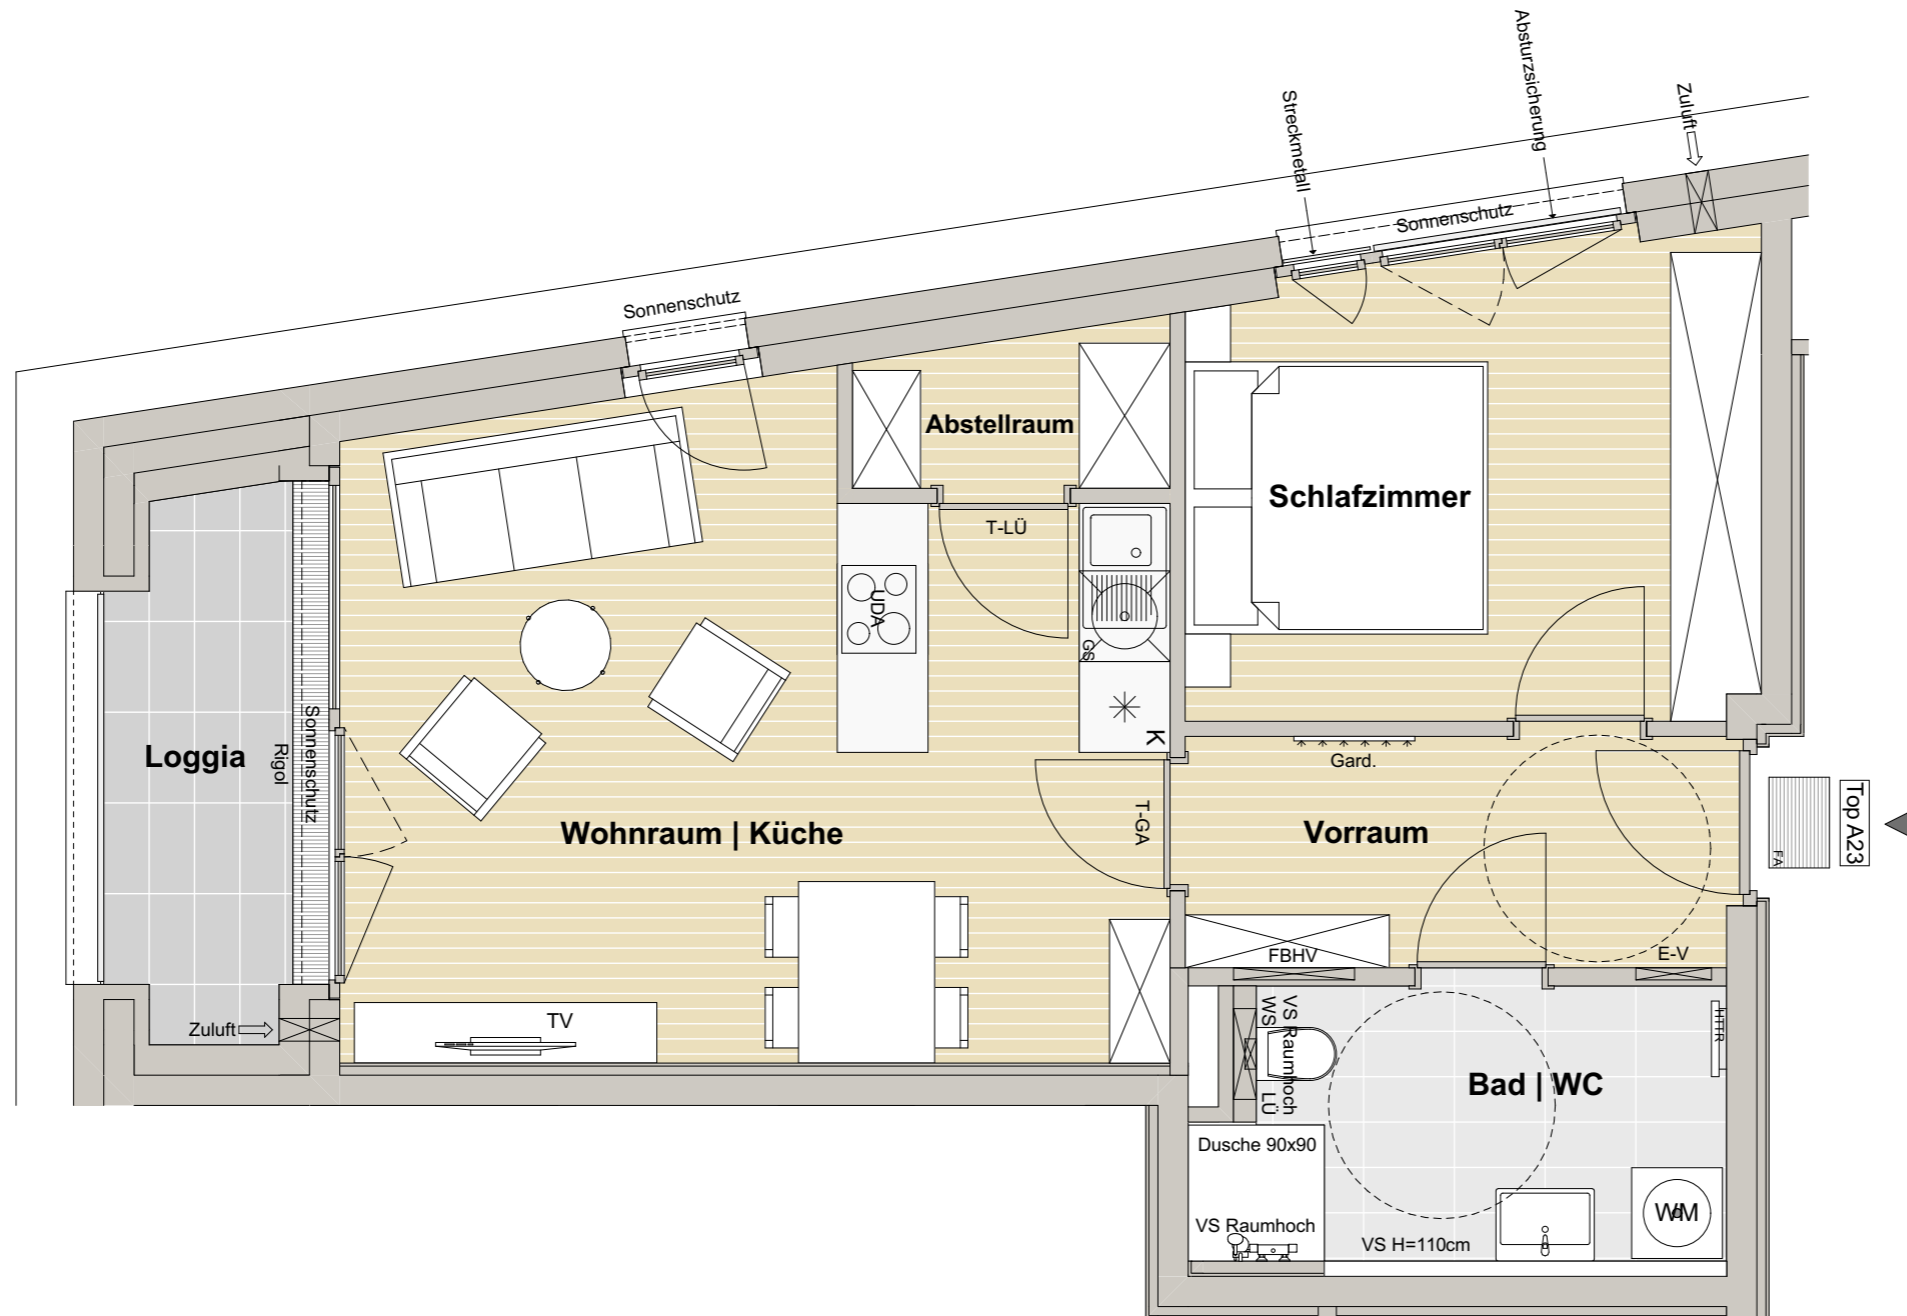 Absturzsicherung
Zuluft
Streckmetall
Sonnenschutz
Sonnenschutz
Abstellraum
Schlafzimmer
T-LÜ
UDA
GS
K
Loggia
Rigol
Sonnenschutz
Wohnraum | Küche
T-GA
Gard.
Vorraum
FA
Top A23
FBHV
E-V
Zuluft
TV
WS
LÜ
VS Raumhoch
HTTR
Bad | WC
Dusche 90x90
VS Raumhoch
VS H=110cm
WM